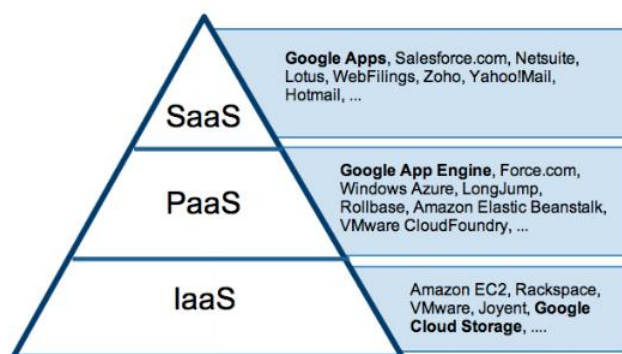 Google Apps, Salesforce.com, Netsuite,
Lotus, WebFilings, Zoho, Yahoo!Mail,
Hotmail, ...
SaaS
Google App Engine, Force.com,
Windows Azure, LongJump,
Rollbase, Amazon Elastic Beanstalk,
VMware CloudFoundry, ...
PaaS
Amazon EC2, Rackspace,
VMware, Joyent, Google
Cloud Storage, ....
IaaS